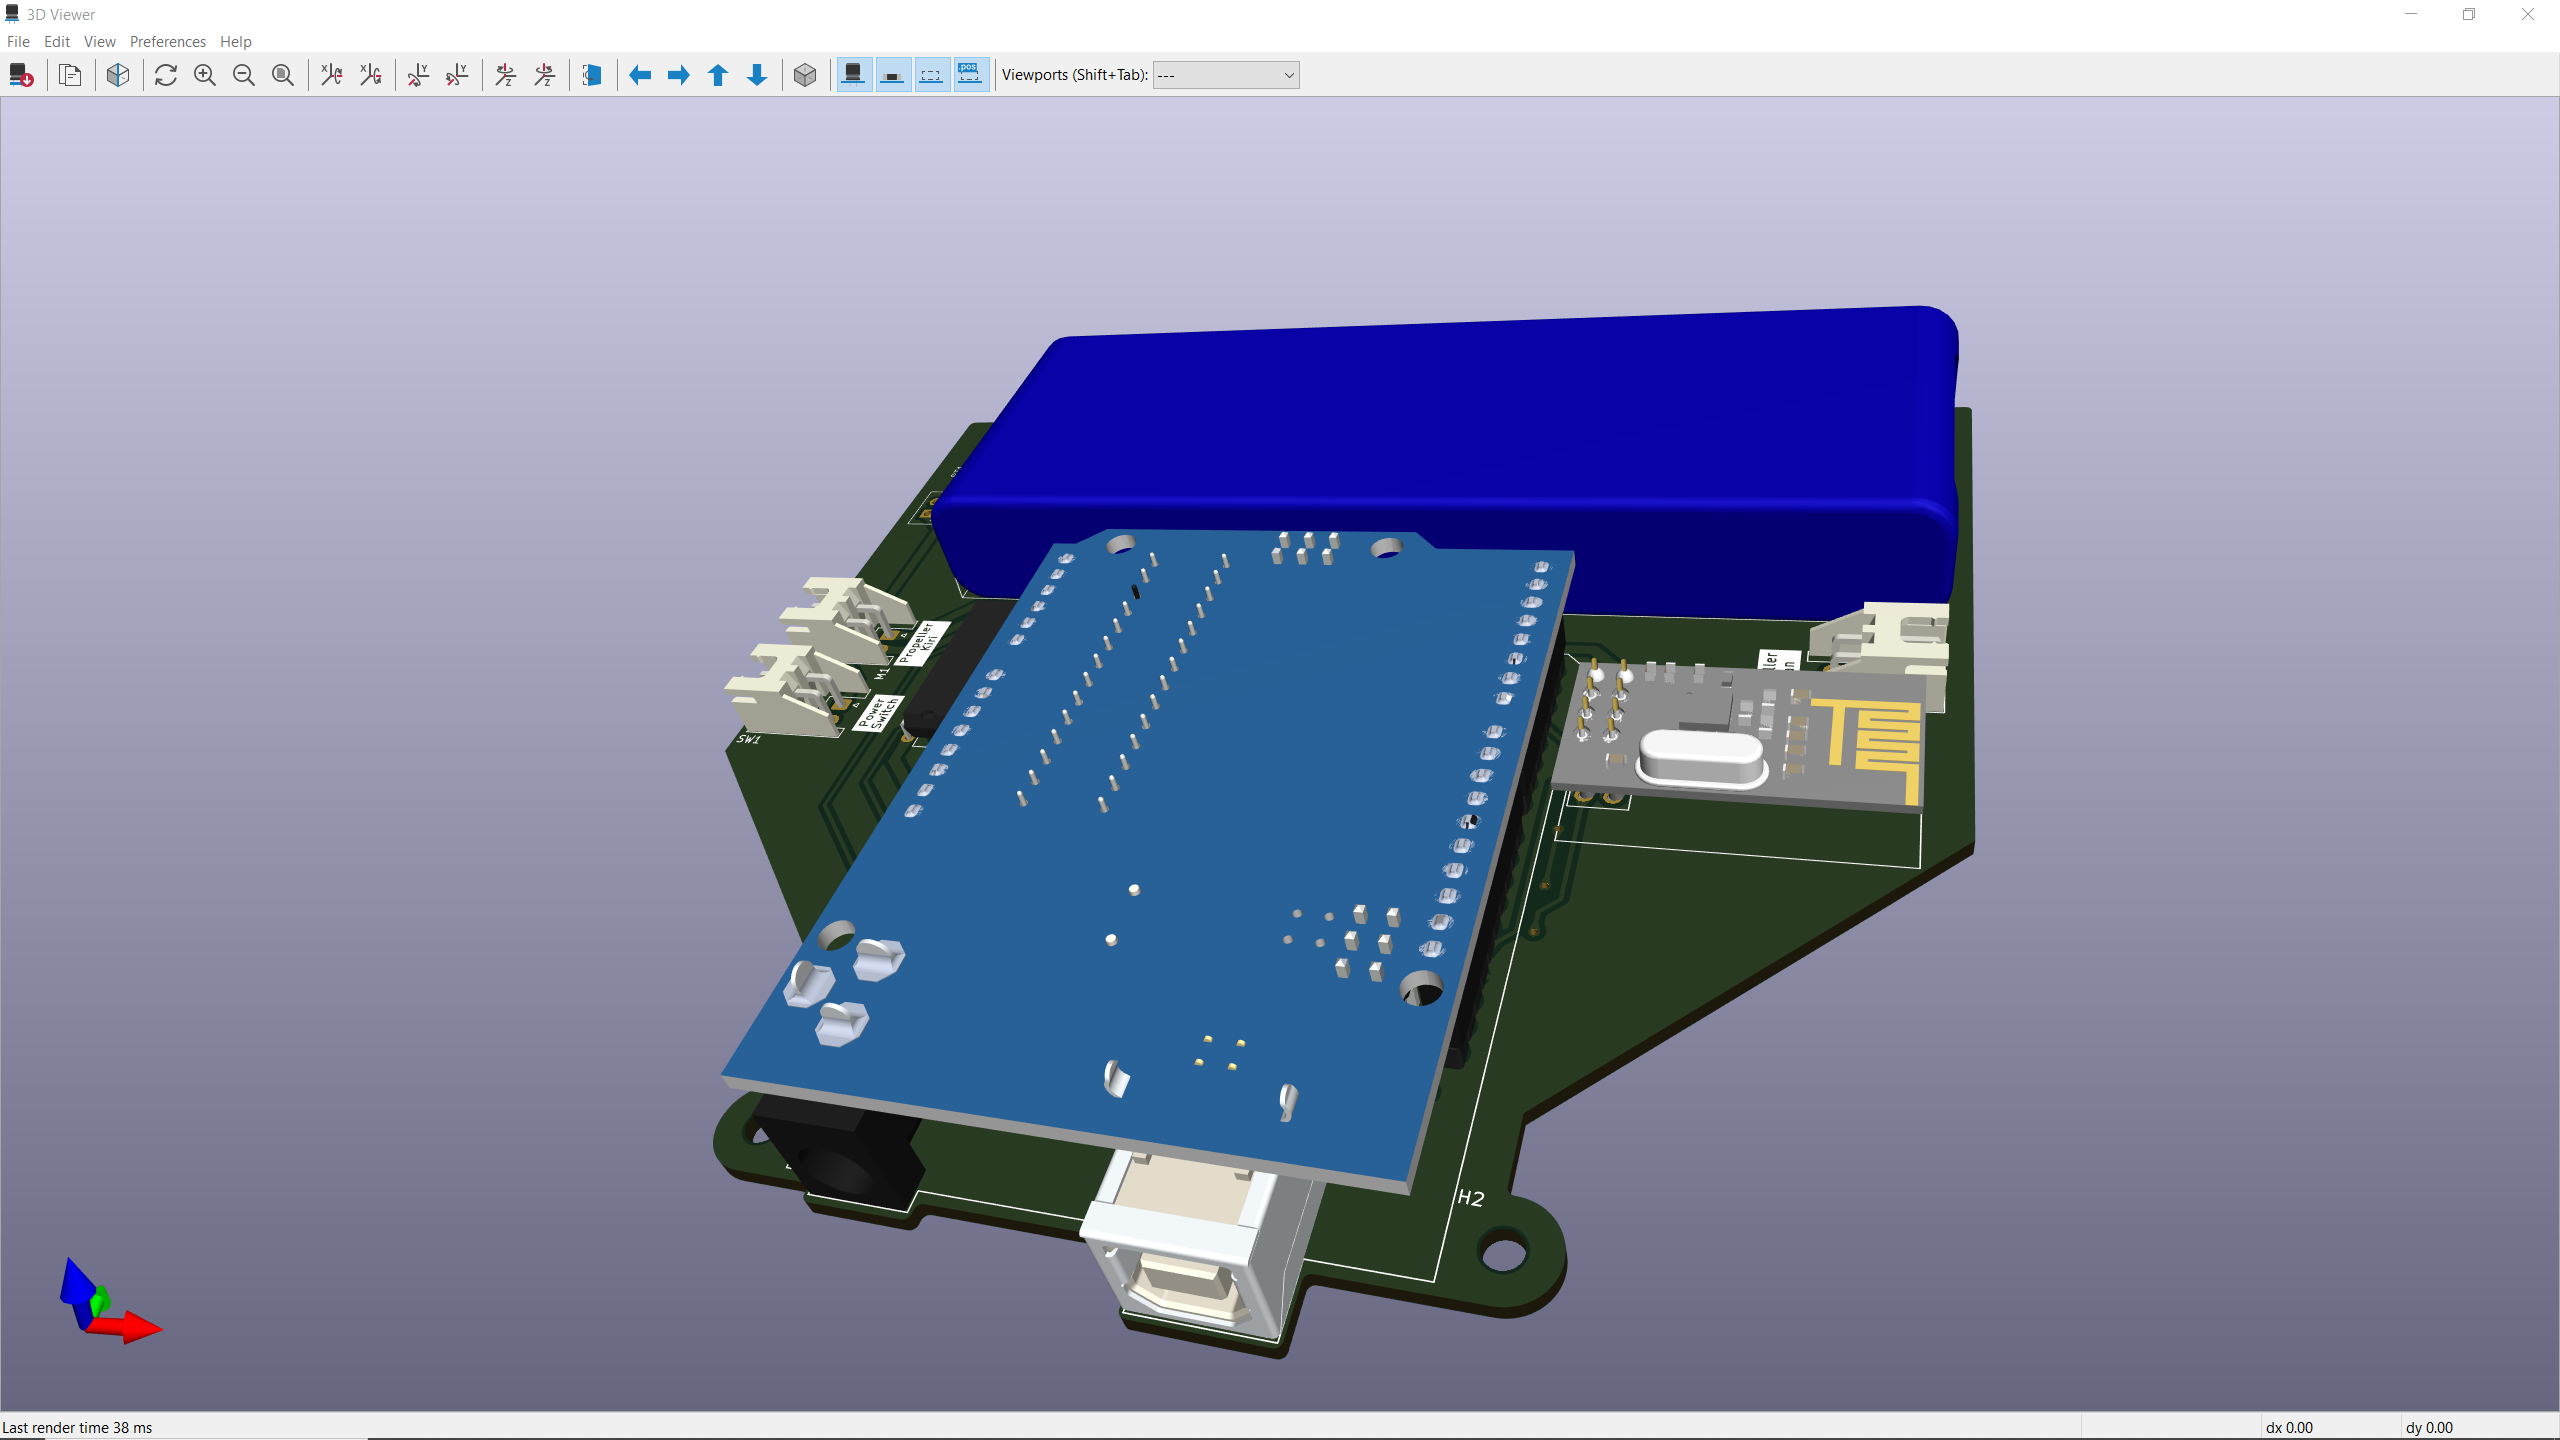 3D Viewer
File Edit View Preferences Help
Viewports (Shift+Tab): ---
Propeller
Kiri
M1
Power
Switch
SW1
H2
Last render time 38 ms
dx 0.00
dy 0.00